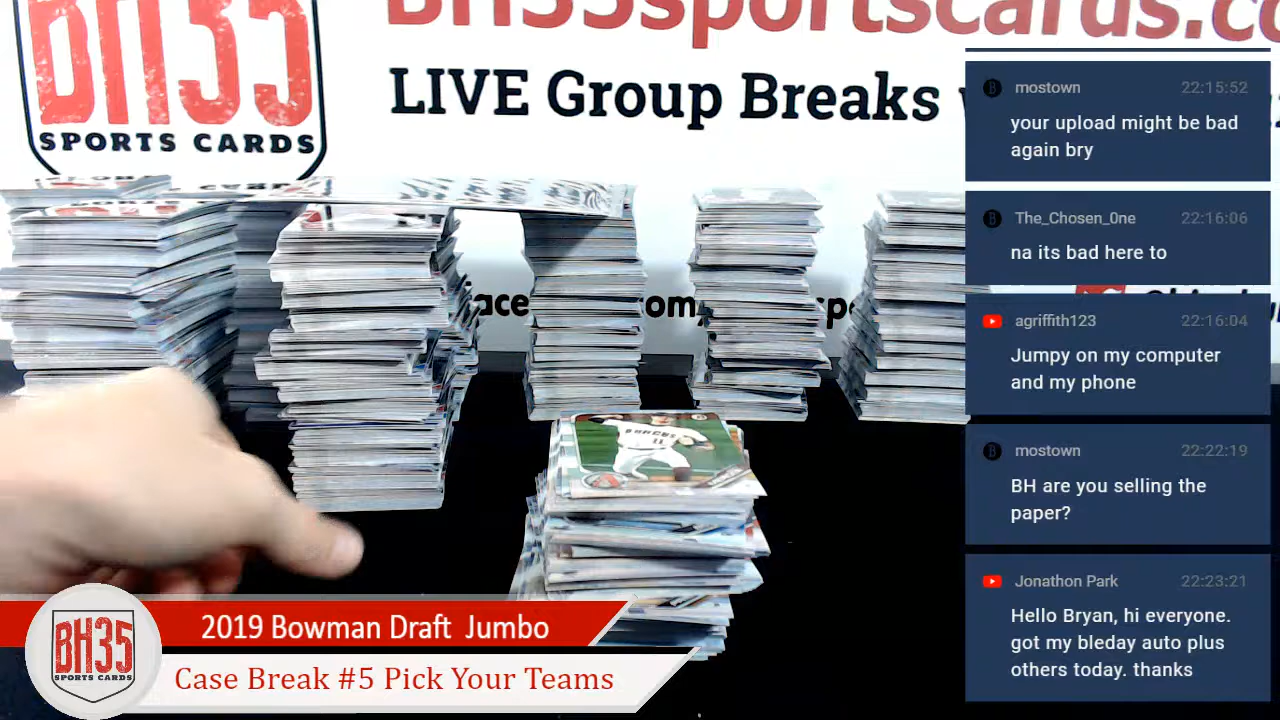 BH35
SPORTS CARDS
BH35sportscards.co
LIVE Group Breaks
mostown 22:15:52
your upload might be bad
again bry
The_Chosen_0ne 22:16:06
na its bad here to
agriffith123 22:16:04
Jumpy on my computer
and my phone
mostown 22:22:19
BH are you selling the
paper?
Jonathon Park 22:23:21
Hello Bryan, hi everyone.
got my bleday auto plus
others today. thanks
BH35
SPORTS CARDS
2019 Bowman Draft Jumbo
Case Break #5 Pick Your Teams